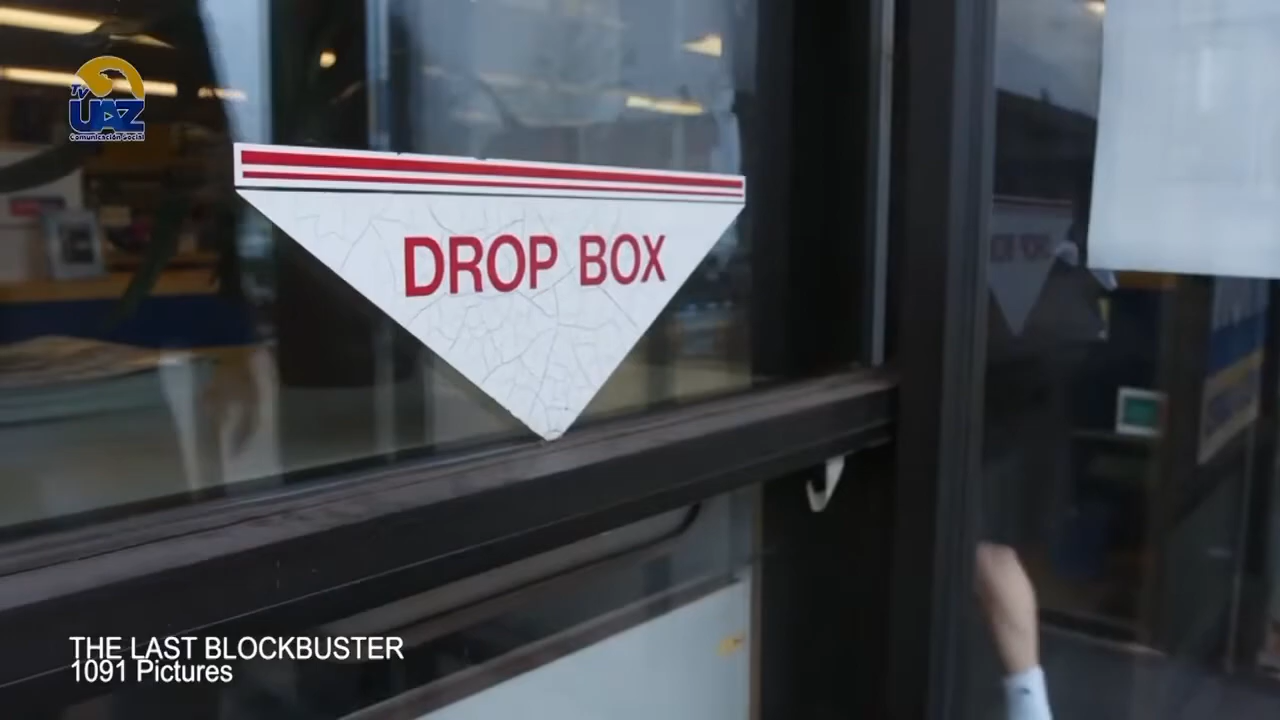 TV
UAZ
Comunicación Social
DROP BOX
THE LAST BLOCKBUSTER
1091 Pictures